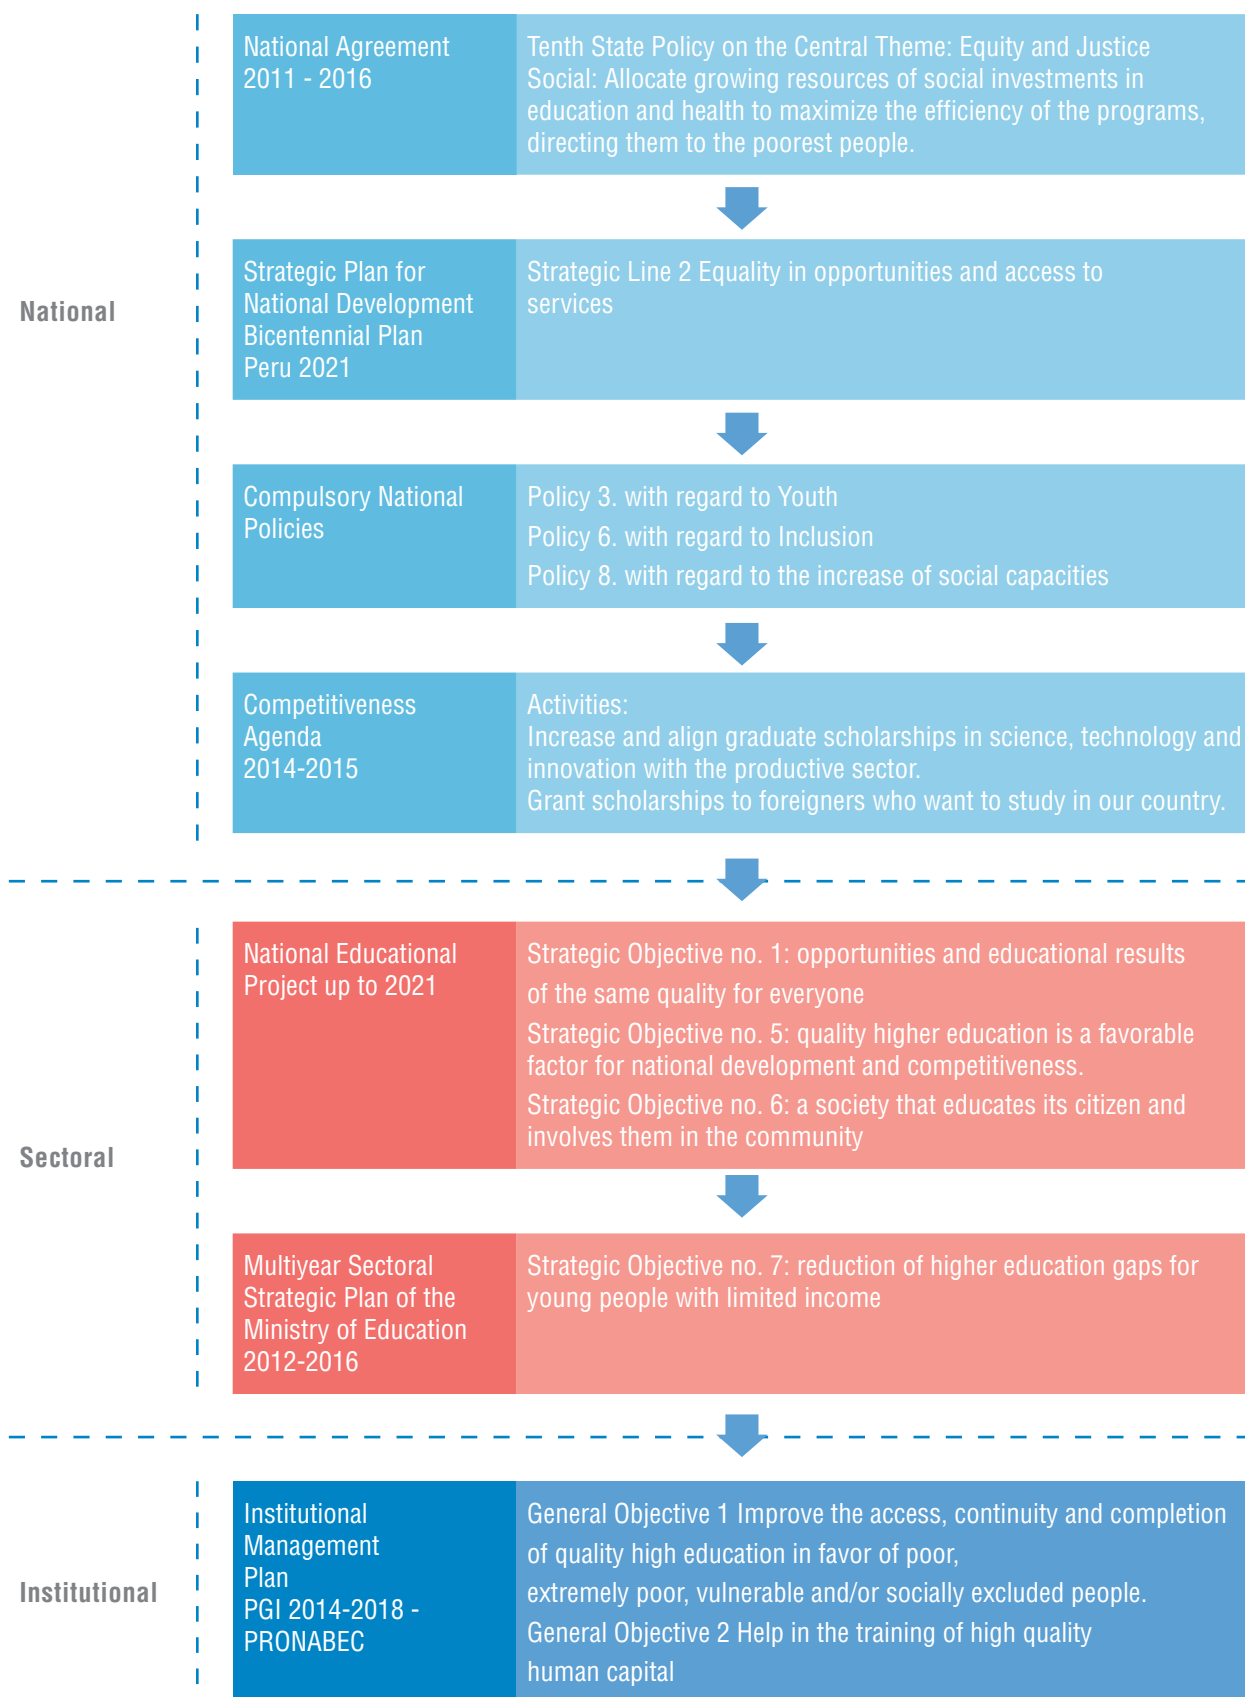 National Agreement
2011 - 2016
Tenth State Policy on the Central Theme: Equity and Justice
Social: Allocate growing resources of social investments in
education and health to maximize the efficiency of the programs,
directing them to the poorest people.
National
Strategic Plan for
National Development
Bicentennial Plan
Peru 2021
Strategic Line 2 Equality in opportunities and access to
services
Compulsory National
Policies
Policy 3. with regard to Youth
Policy 6. with regard to Inclusion
Policy 8. with regard to the increase of social capacities
Competitiveness
Agenda
2014-2015
Activities:
Increase and align graduate scholarships in science, technology and
innovation with the productive sector.
Grant scholarships to foreigners who want to study in our country.
Sectoral
National Educational
Project up to 2021
Strategic Objective no. 1: opportunities and educational results
of the same quality for everyone
Strategic Objective no. 5: quality higher education is a favorable
factor for national development and competitiveness.
Strategic Objective no. 6: a society that educates its citizen and
involves them in the community
Multiyear Sectoral
Strategic Plan of the
Ministry of Education
2012-2016
Strategic Objective no. 7: reduction of higher education gaps for
young people with limited income
Institutional
Institutional
Management
Plan
PGI 2014-2018 -
PRONABEC
General Objective 1 Improve the access, continuity and completion
of quality high education in favor of poor,
extremely poor, vulnerable and/or socially excluded people.
General Objective 2 Help in the training of high quality
human capital